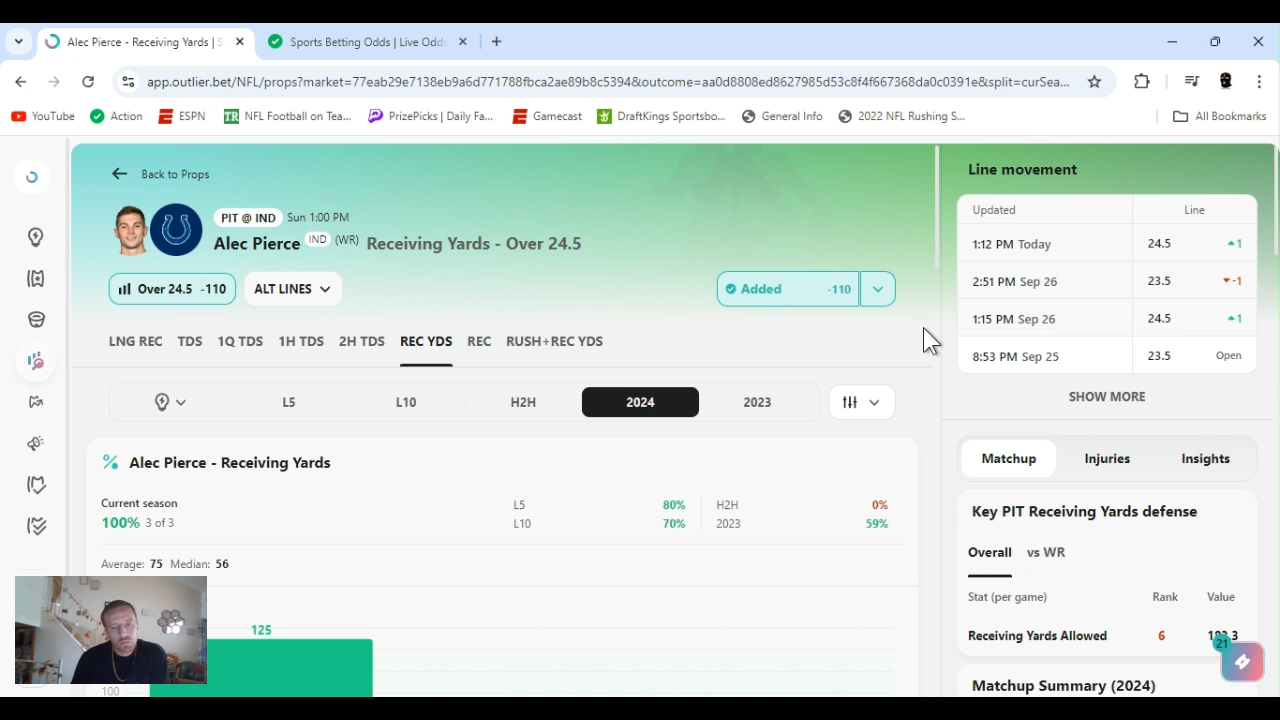 Alec Pierce - Receiving Yards | S
Sports Betting Odds | Live Odd
app.outlier.bet/NFL/props?market=77eab29e7138eb9a6d771788fbca2ae89b8c5394&outcome=aa0d8808ed8627985d53c8f4f667368da0c0391e&split=curSea...
YouTube Action ESPN NFL Football on Tea... PrizePicks | Daily Fa... Gamecast DraftKings Sportsbo... General Info 2022 NFL Rushing S... All Bookmarks
Back to Props
PIT @ IND Sun 1:00 PM
Alec Pierce IND (WR) Receiving Yards - Over 24.5
Over 24.5 -110 ALT LINES Added -110
LNG REC TDS 1Q TDS 1H TDS 2H TDS REC YDS REC RUSH+REC YDS
L5 L10 H2H 2024 2023
Alec Pierce - Receiving Yards
Current season L5 80% H2H 0%
100% 3 of 3 L10 70% 2023 59%
Average: 75 Median: 56
125
100
Line movement
Updated Line
1:12 PM Today 24.5 1
2:51 PM Sep 26 23.5 -1
1:15 PM Sep 26 24.5 1
8:53 PM Sep 25 23.5 Open
SHOW MORE
Matchup Injuries Insights
Key PIT Receiving Yards defense
Overall vs WR
Stat (per game) Rank Value
Receiving Yards Allowed 6
21
Matchup Summary (2024)